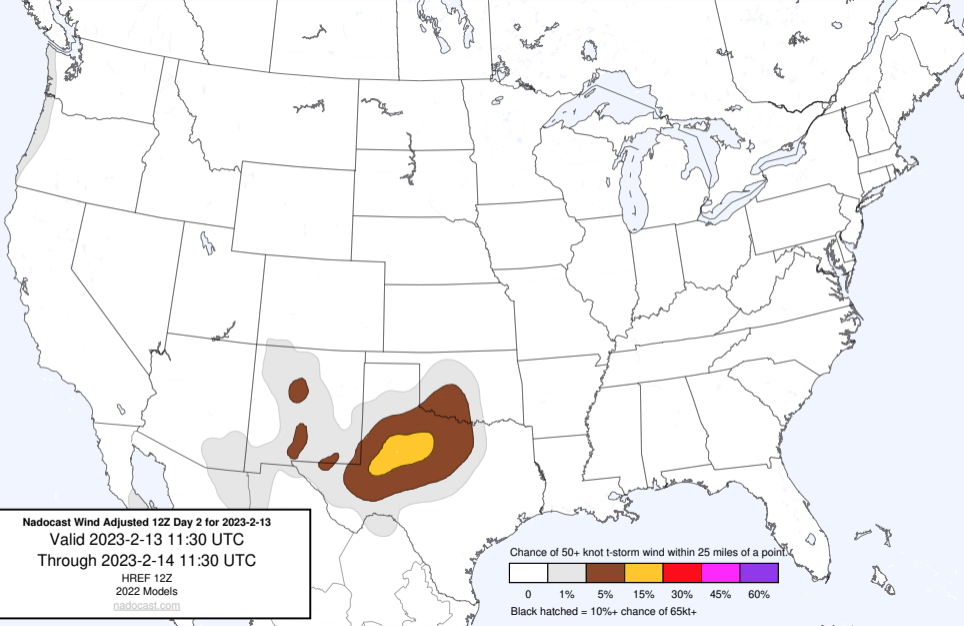 Nadocast Wind Adjusted 12Z Day 2 for 2023-2-13
Valid 2023-2-13 11:30 UTC
Through 2023-2-14 11:30 UTC
HREF 12Z
2022 Models
nadocast.com
Chance of 50+ knot t-storm wind within 25 miles of a point.
0 1% 5% 15% 30% 45% 60%
Black hatched = 10%+ chance of 65kt+